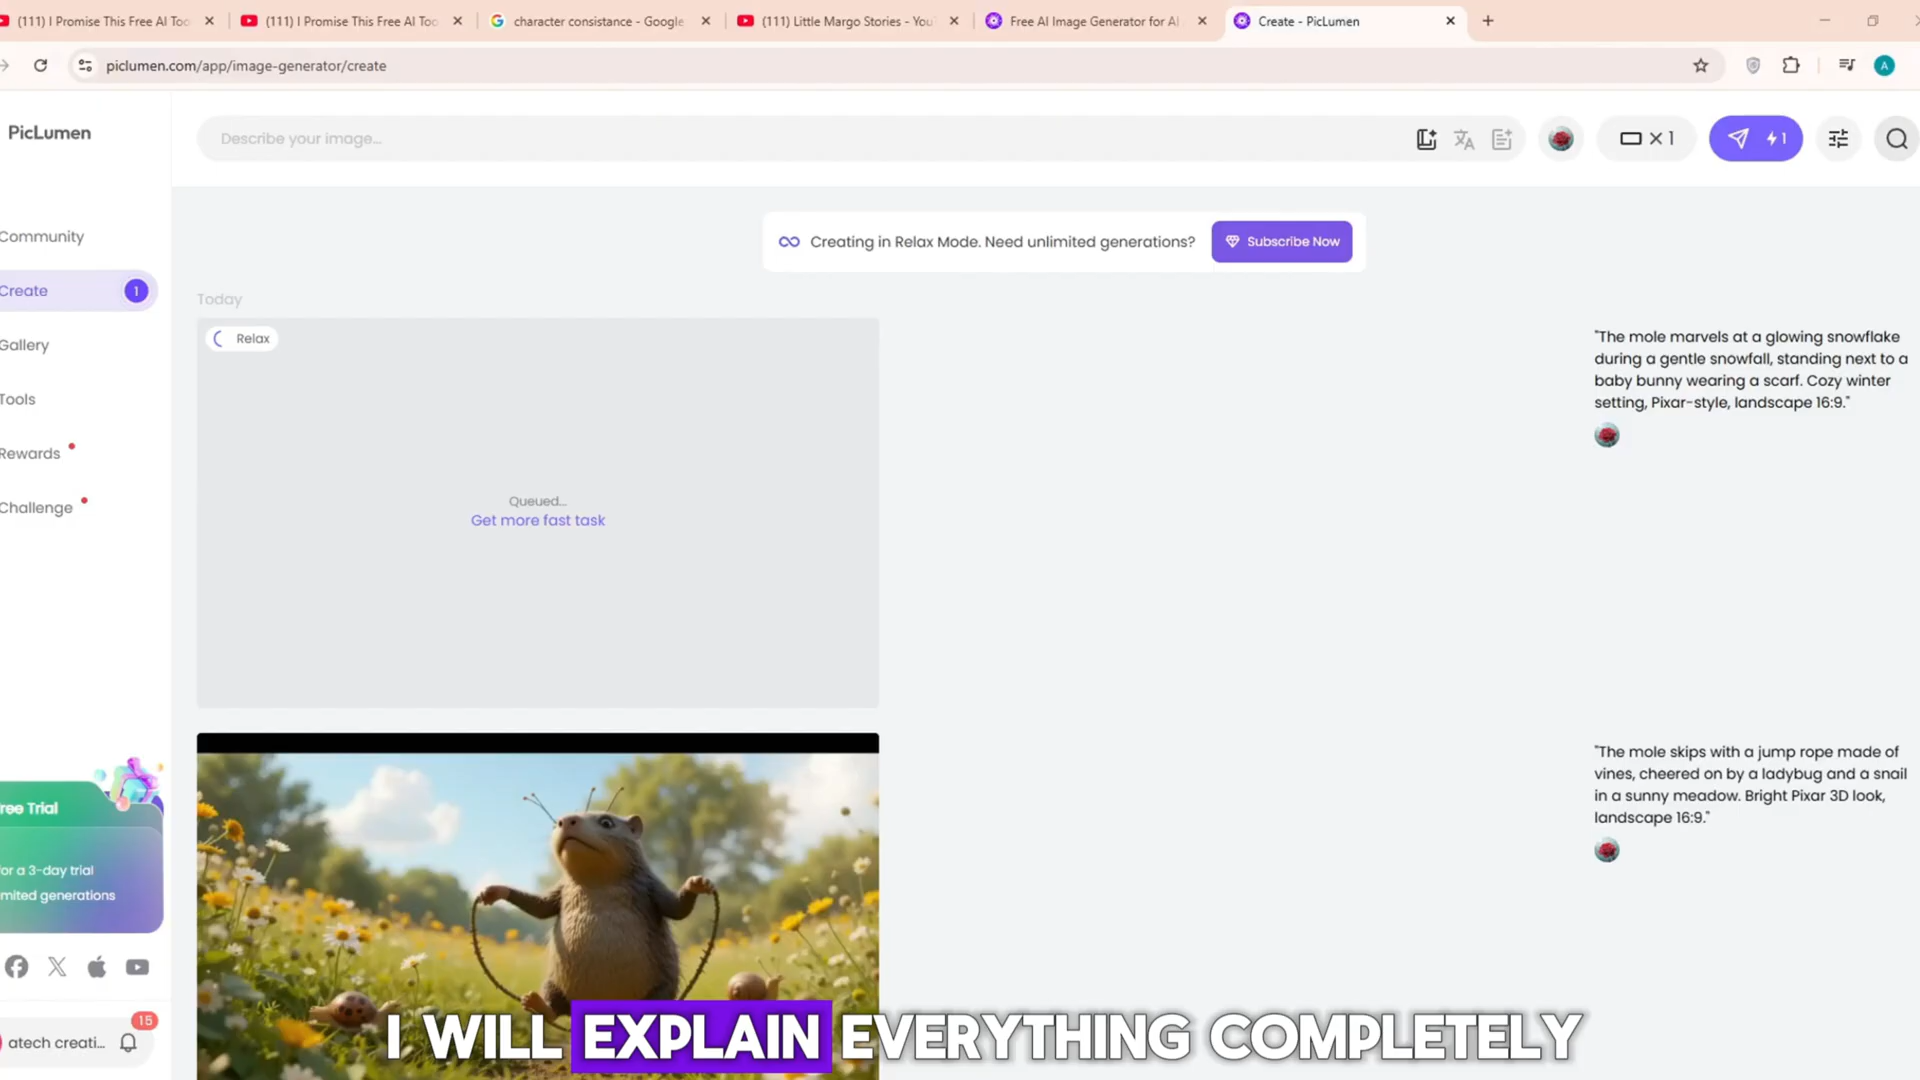 (111) I Promise This Free AI Too
(111) I Promise This Free AI Too
character consistance - Google
(111) Little Margo Stories - You
Free AI Image Generator for AI
Create - PicLumen
piclumen.com/app/image-generator/create
A
PicLumen
Describe your image...
× 1
1
Community
Create
1
Gallery
Tools
Rewards
Challenge
Creating in Relax Mode. Need unlimited generations?
Subscribe Now
Today
Relax
Queued...
Get more fast task
"The mole marvels at a glowing snowflake
during a gentle snowfall, standing next to a
baby bunny wearing a scarf. Cozy winter
setting, Pixar-style, landscape 16:9."
"The mole skips with a jump rope made of
vines, cheered on by a ladybug and a snail
in a sunny meadow. Bright Pixar 3D look,
landscape 16:9."
ree Trial
or a 3-day trial
mited generations
15
atech creati...
I WILL EXPLAIN EVERYTHING COMPLETELY